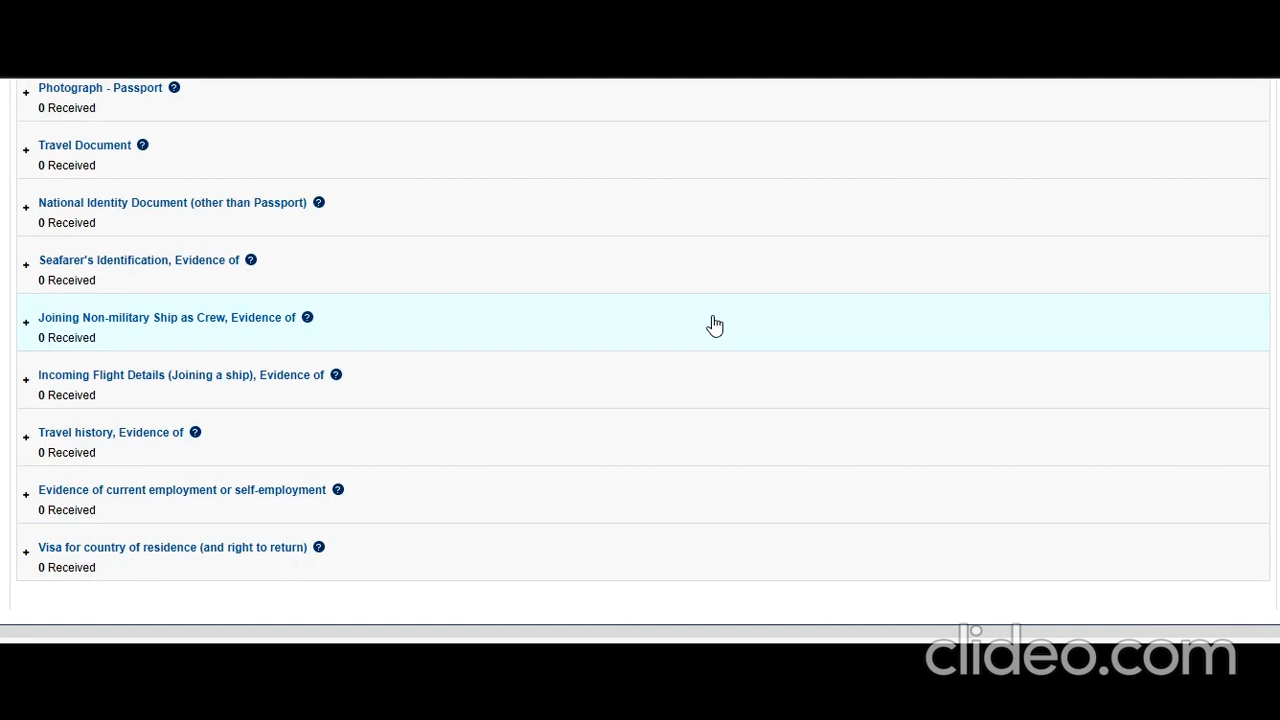 Photograph - Passport ?
0 Received
Travel Document ?
0 Received
National Identity Document (other than Passport) ?
0 Received
Seafarer's Identification, Evidence of ?
0 Received
Joining Non-military Ship as Crew, Evidence of ?
0 Received
Incoming Flight Details (Joining a ship), Evidence of ?
0 Received
Travel history, Evidence of ?
0 Received
Evidence of current employment or self-employment ?
0 Received
Visa for country of residence (and right to return) ?
0 Received
clideo.com